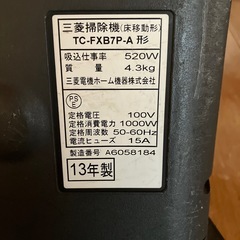 三菱掃除機(床移動形)
TC-FXB7P-A 形
吸込仕事率 520W
質量 4.3kg
三菱電機ホーム機器株式会社
PSE
定格電圧 100V
定格消費電力 1000W
定格周波数 50-60Hz
電流ヒューズ 15A
製造番号 A6058184
13年製